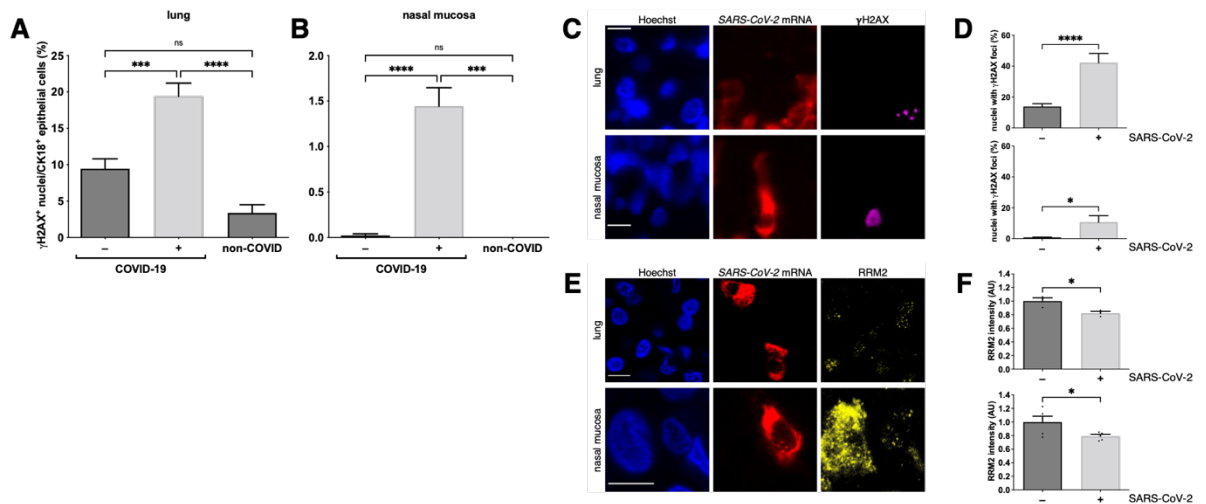 A
lung
γH2AX⁺ nuclei/CK18⁺ epithelial cells (%)
25
20
15
10
5
0
***
****
ns
– + non-COVID
COVID-19
B
nasal mucosa
2.0
1.5
1.0
0.5
0.0
****
***
ns
– + non-COVID
COVID-19
C
Hoechst SARS-CoV-2 mRNA γH2AX
lung
nasal mucosa
D
nuclei with γH2AX foci (%)
60
40
20
0
****
– + SARS-CoV-2
nuclei with γH2AX foci (%)
60
40
20
0
*
– + SARS-CoV-2
E
Hoechst SARS-CoV-2 mRNA RRM2
lung
nasal mucosa
F
RRM2 intensity (AU)
1.4
1.2
1.0
0.8
0.6
0.4
0.2
0.0
*
– + SARS-CoV-2
RRM2 intensity (AU)
1.4
1.2
1.0
0.8
0.6
0.4
0.2
0.0
*
– + SARS-CoV-2